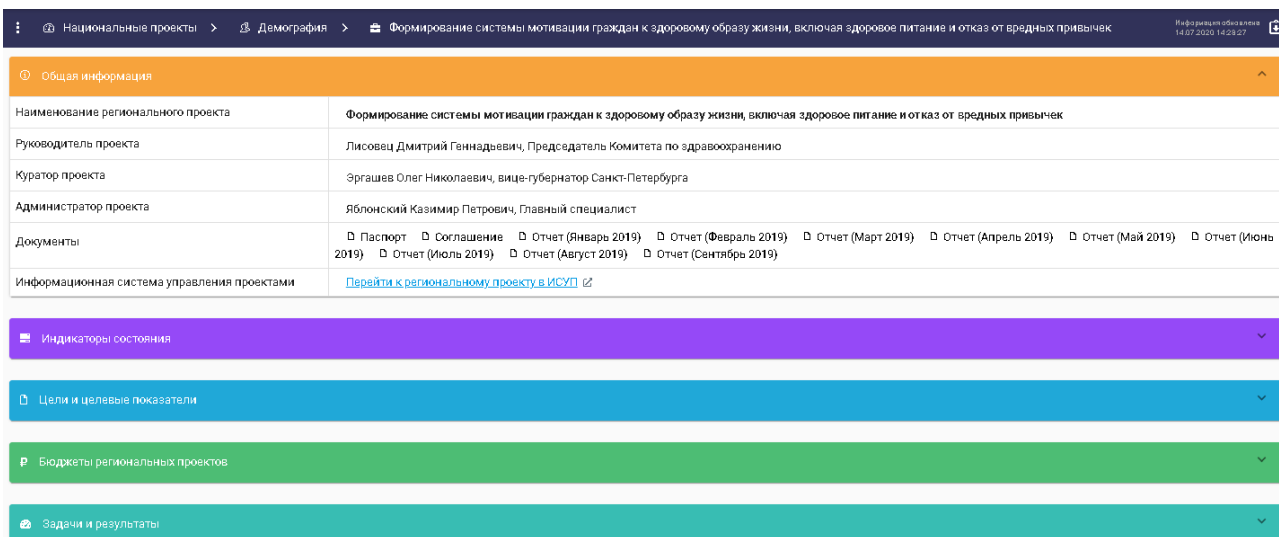 Национальные проекты > Демография > Формирование системы мотивации граждан к здоровому образу жизни, включая здоровое питание и отказ от вредных привычек
Информация обновлена
14.07.2020 14:28:27
Общая информация
Наименование регионального проекта Формирование системы мотивации граждан к здоровому образу жизни, включая здоровое питание и отказ от вредных привычек
Руководитель проекта Лисовец Дмитрий Геннадьевич, Председатель Комитета по здравоохранению
Куратор проекта Эргашев Олег Николаевич, вице-губернатор Санкт-Петербурга
Администратор проекта Яблонский Казимир Петрович, Главный специалист
Документы Паспорт Соглашение Отчет (Январь 2019) Отчет (Февраль 2019) Отчет (Март 2019) Отчет (Апрель 2019) Отчет (Май 2019) Отчет (Июнь
2019) Отчет (Июль 2019) Отчет (Август 2019) Отчет (Сентябрь 2019)
Информационная система управления проектами Перейти к региональному проекту в ИСУП
Индикаторы состояния
Цели и целевые показатели
₽ Бюджеты региональных проектов
Задачи и результаты